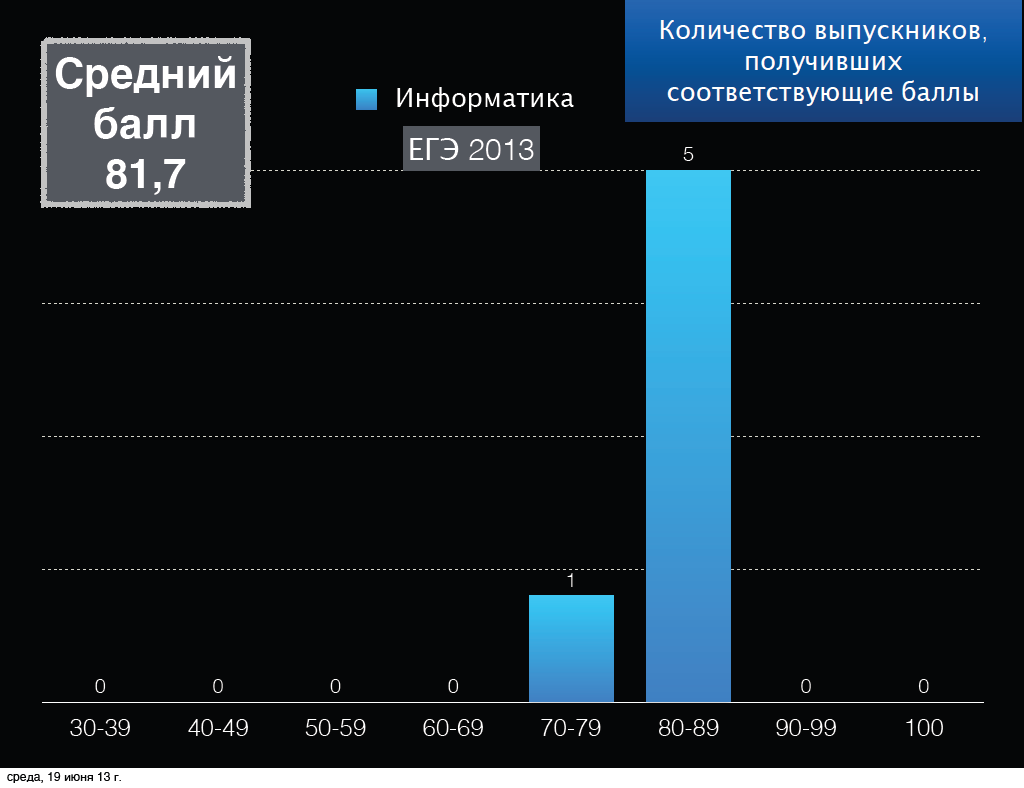 Средний
балл
81,7
Информатика
ЕГЭ 2013
Количество выпускников,
получивших
соответствующие баллы
0 0 0 0 1 5 0 0
30-39 40-49 50-59 60-69 70-79 80-89 90-99 100
среда, 19 июня 13 г.